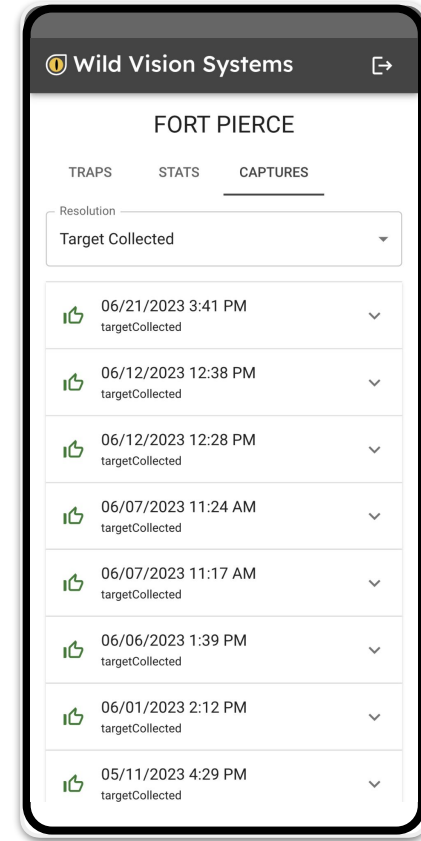 Wild Vision Systems
FORT PIERCE
TRAPS STATS CAPTURES
Resolution
Target Collected
06/21/2023 3:41 PM
targetCollected
06/12/2023 12:38 PM
targetCollected
06/12/2023 12:28 PM
targetCollected
06/07/2023 11:24 AM
targetCollected
06/07/2023 11:17 AM
targetCollected
06/06/2023 1:39 PM
targetCollected
06/01/2023 2:12 PM
targetCollected
05/11/2023 4:29 PM
targetCollected